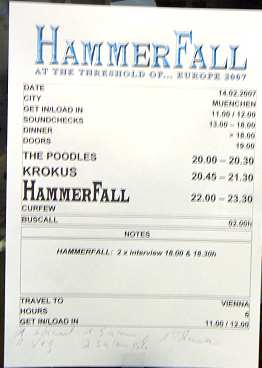 HAMMERFALL
AT THE THRESHOLD OF... EUROPE 2007
DATE 14.02.2007
CITY MUENCHEN
GET IN/LOAD IN 11.00 / 12.00
SOUNDCHECKS 13.00 – 18.00
DINNER × 18.00
DOORS 19.00
THE POODLES 20.00 – 20.30
KROKUS 20.45 – 21.30
HAMMERFALL 22.00 – 23.30
CURFEW
BUSCALL 02.00h
NOTES
HAMMERFALL: 2 x interview 18.00 & 18.30h
TRAVEL TO VIENNA
HOURS 6
GET IN/LOAD IN 11.00 / 12.00